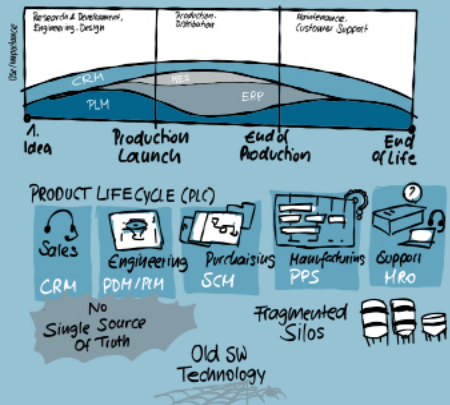 Use/Importance
Research & Development,
Engineering-Design
Production-
Distribution
Maintenance-
Customer Support
CRM
MES
PLM
ERP
1.
Idea
Production
Launch
End of
Production
End
of Life
PRODUCT LIFECYCLE (PLC)
Sales
CRM
Engineering
PDM/PLM
Purchaising
SCM
Manufacturing
PPS
?
Support
MRO
No
Single Source
Of Truth
Fragmented
Silos
Old SW
Technology